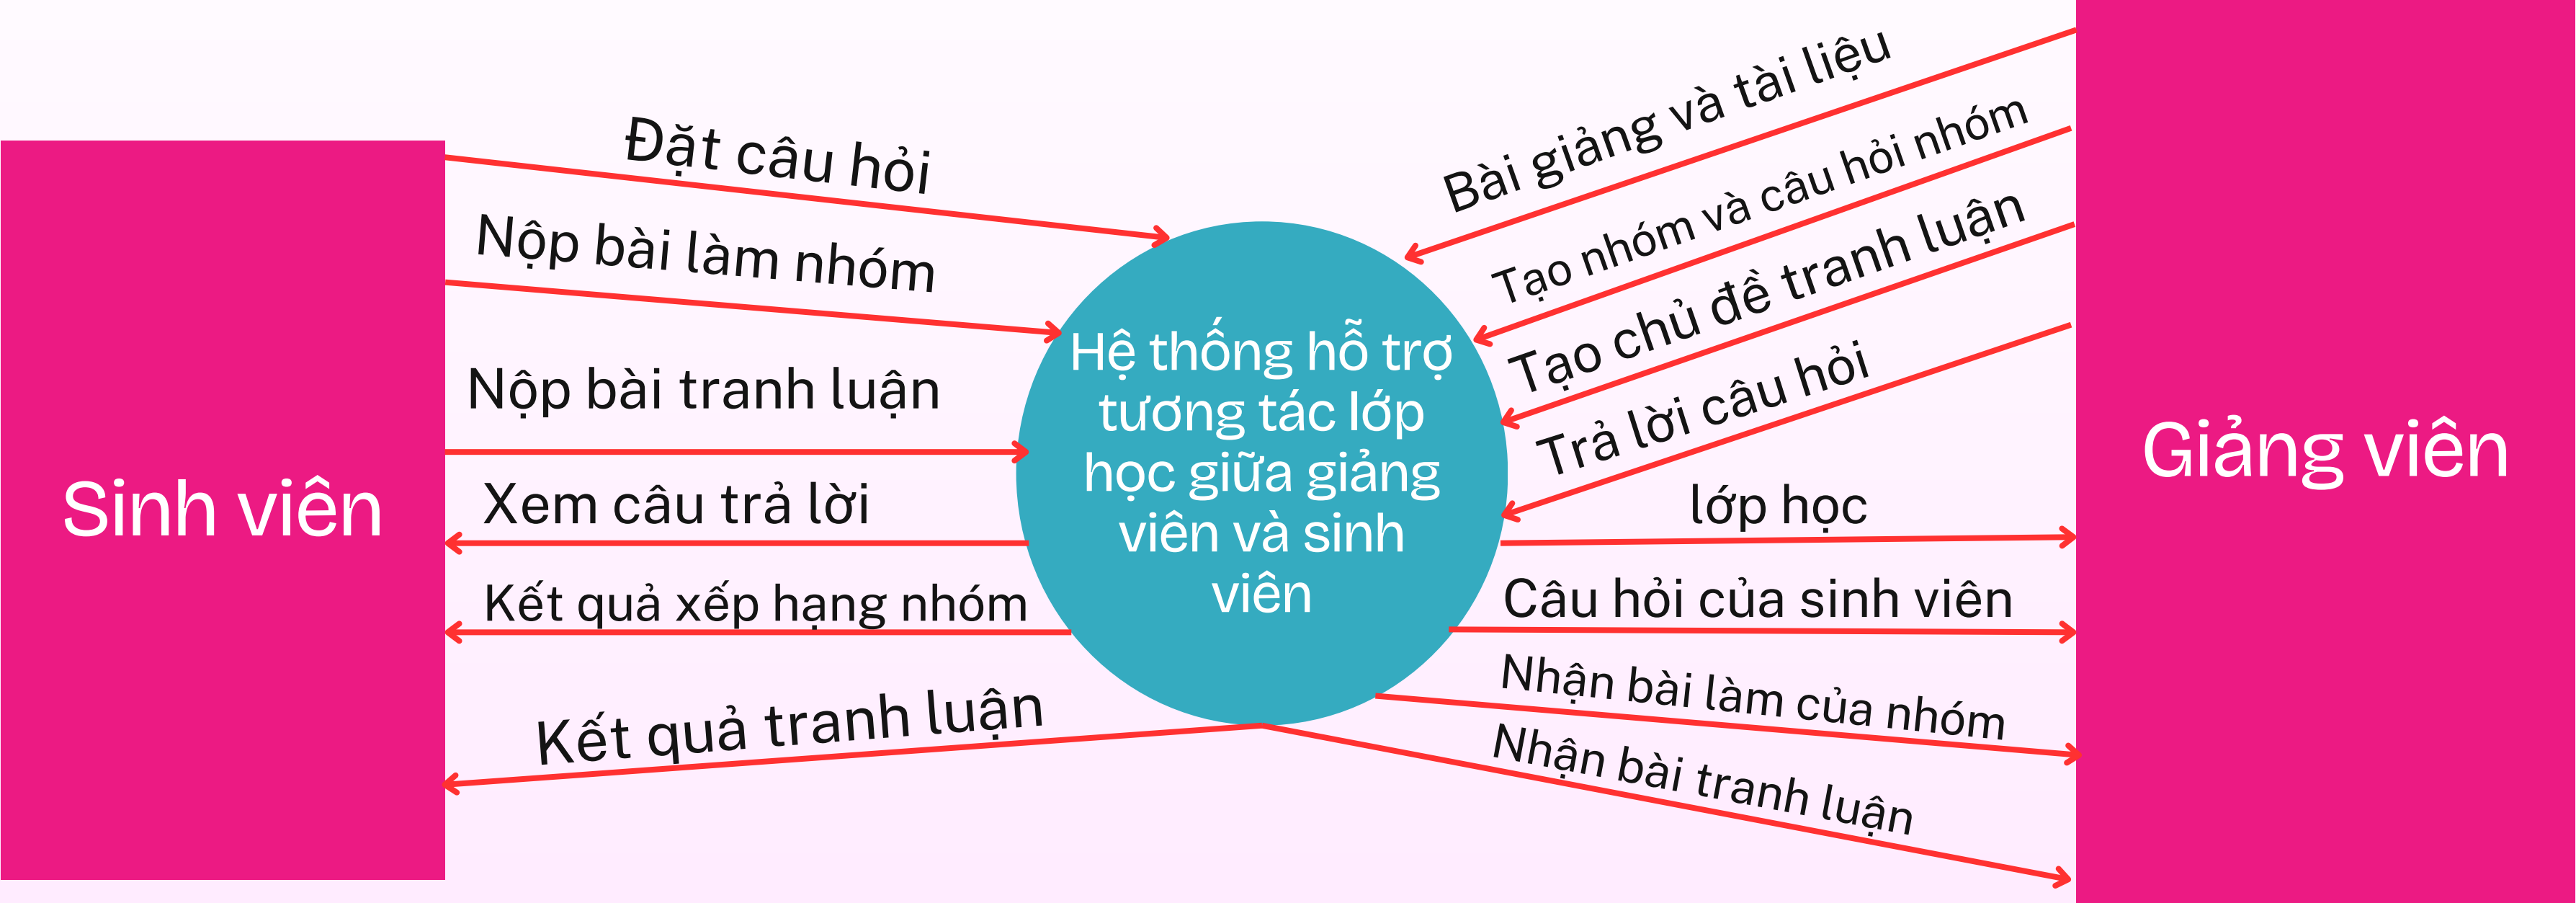 Sinh viên
Đặt câu hỏi
Nộp bài làm nhóm
Nộp bài tranh luận
Xem câu trả lời
Kết quả xếp hạng nhóm
Kết quả tranh luận
Hệ thống hỗ trợ
tương tác lớp
học giữa giảng
viên và sinh
viên
Bài giảng và tài liệu
Tạo nhóm và câu hỏi nhóm
Tạo chủ đề tranh luận
Trả lời câu hỏi
lớp học
Câu hỏi của sinh viên
Nhận bài làm của nhóm
Nhận bài tranh luận
Giảng viên